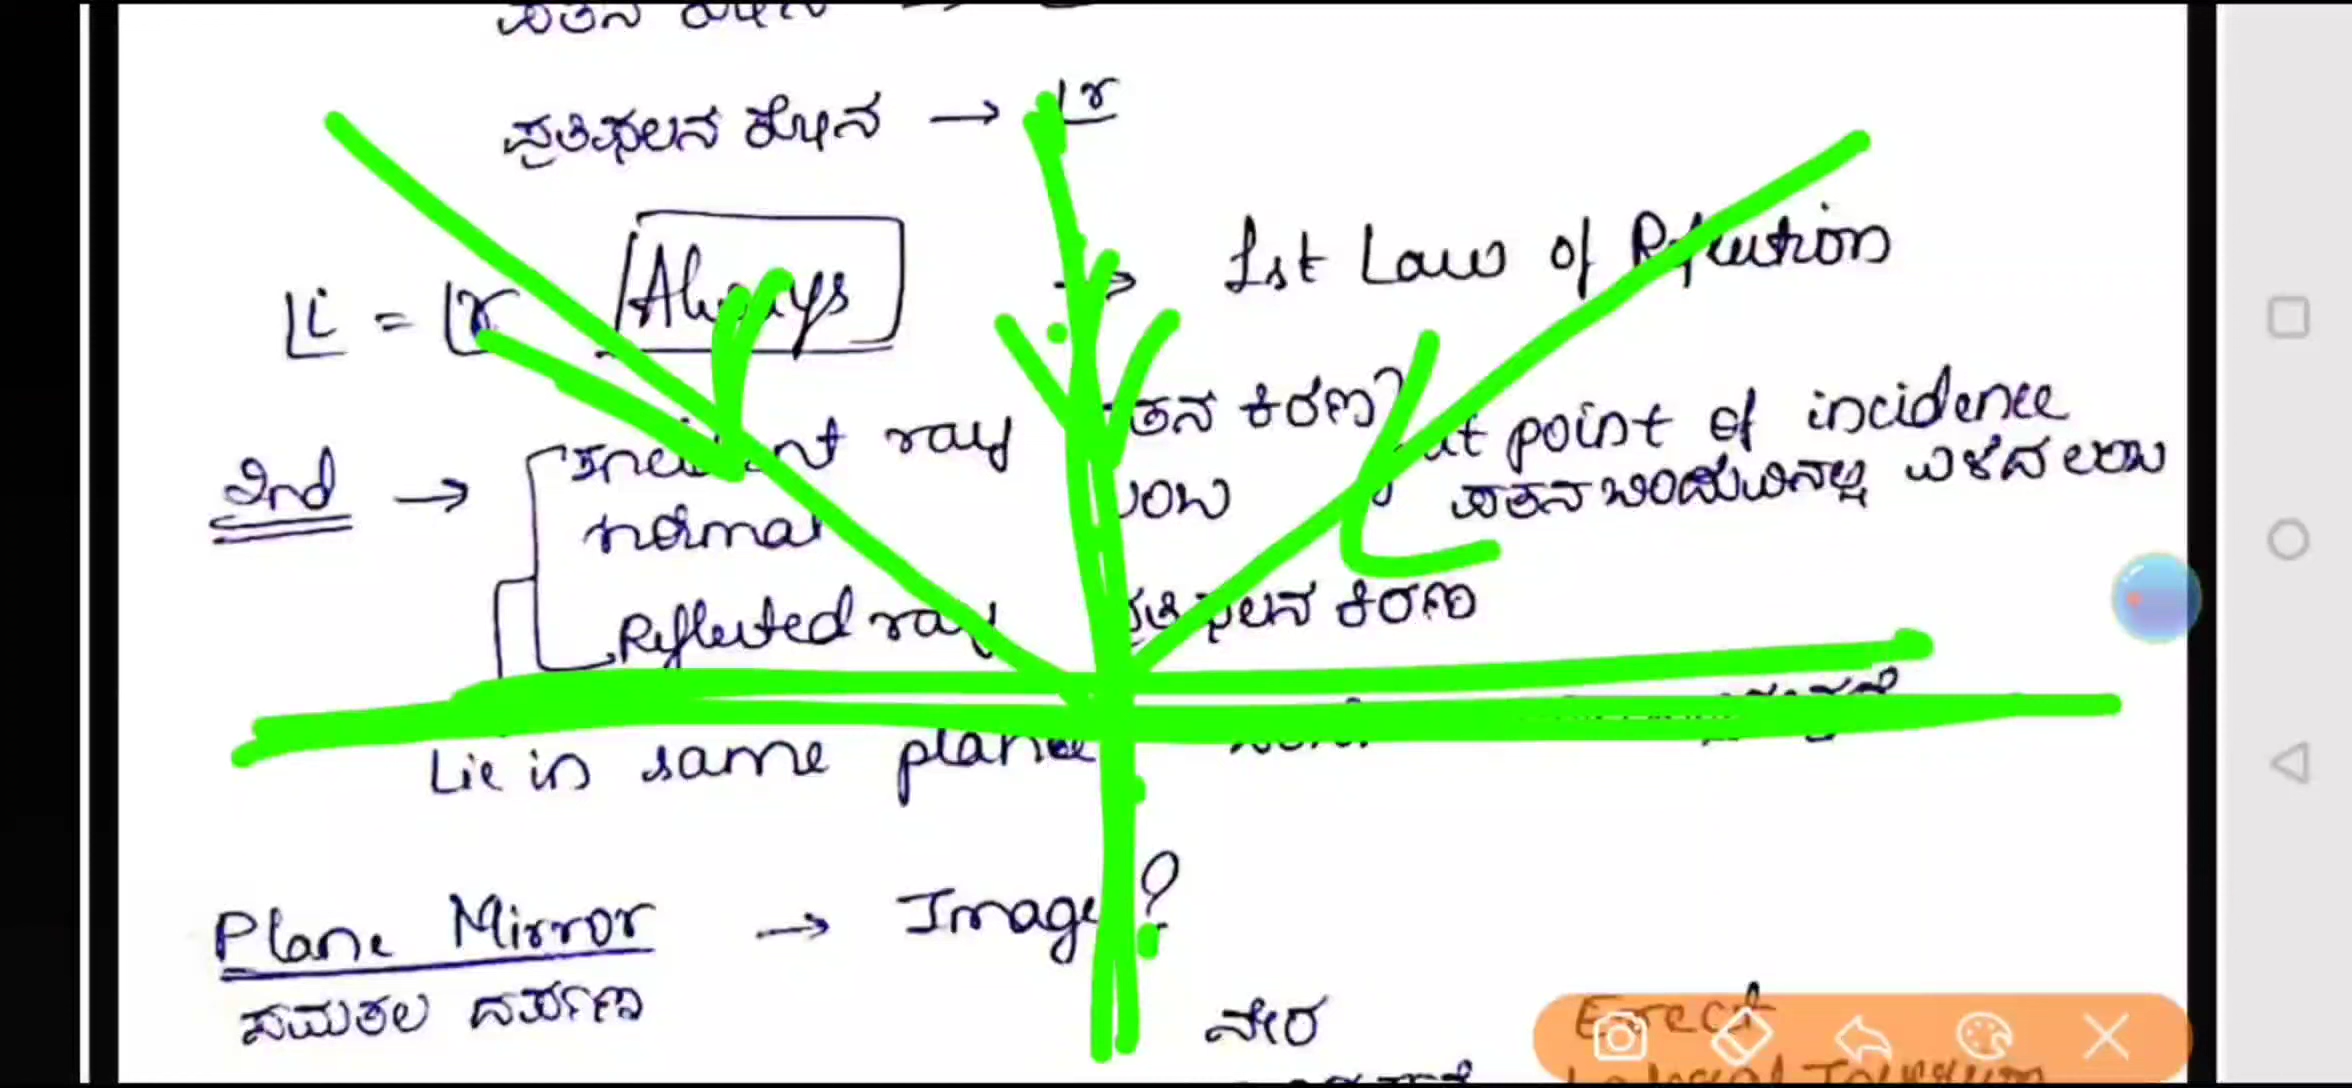 ಪ್ರತಿಫಲನ ಕೋನ → ∠r
∠i = ∠r Always → 1st Law of Reflection
2nd → Incident ray ಪತನ ಕಿರಣ at point of incidence
normal ಲಂಬ ಪತನ ಬಿಂದುವಿನಲ್ಲಿ ಎಳೆದ ಲಂಬ
Reflected ray ಪ್ರತಿಫಲನ ಕಿರಣ
Lie in same plane
Plane Mirror → Image?
ಸಮತಲ ದರ್ಪಣ
ನೇರ Erect